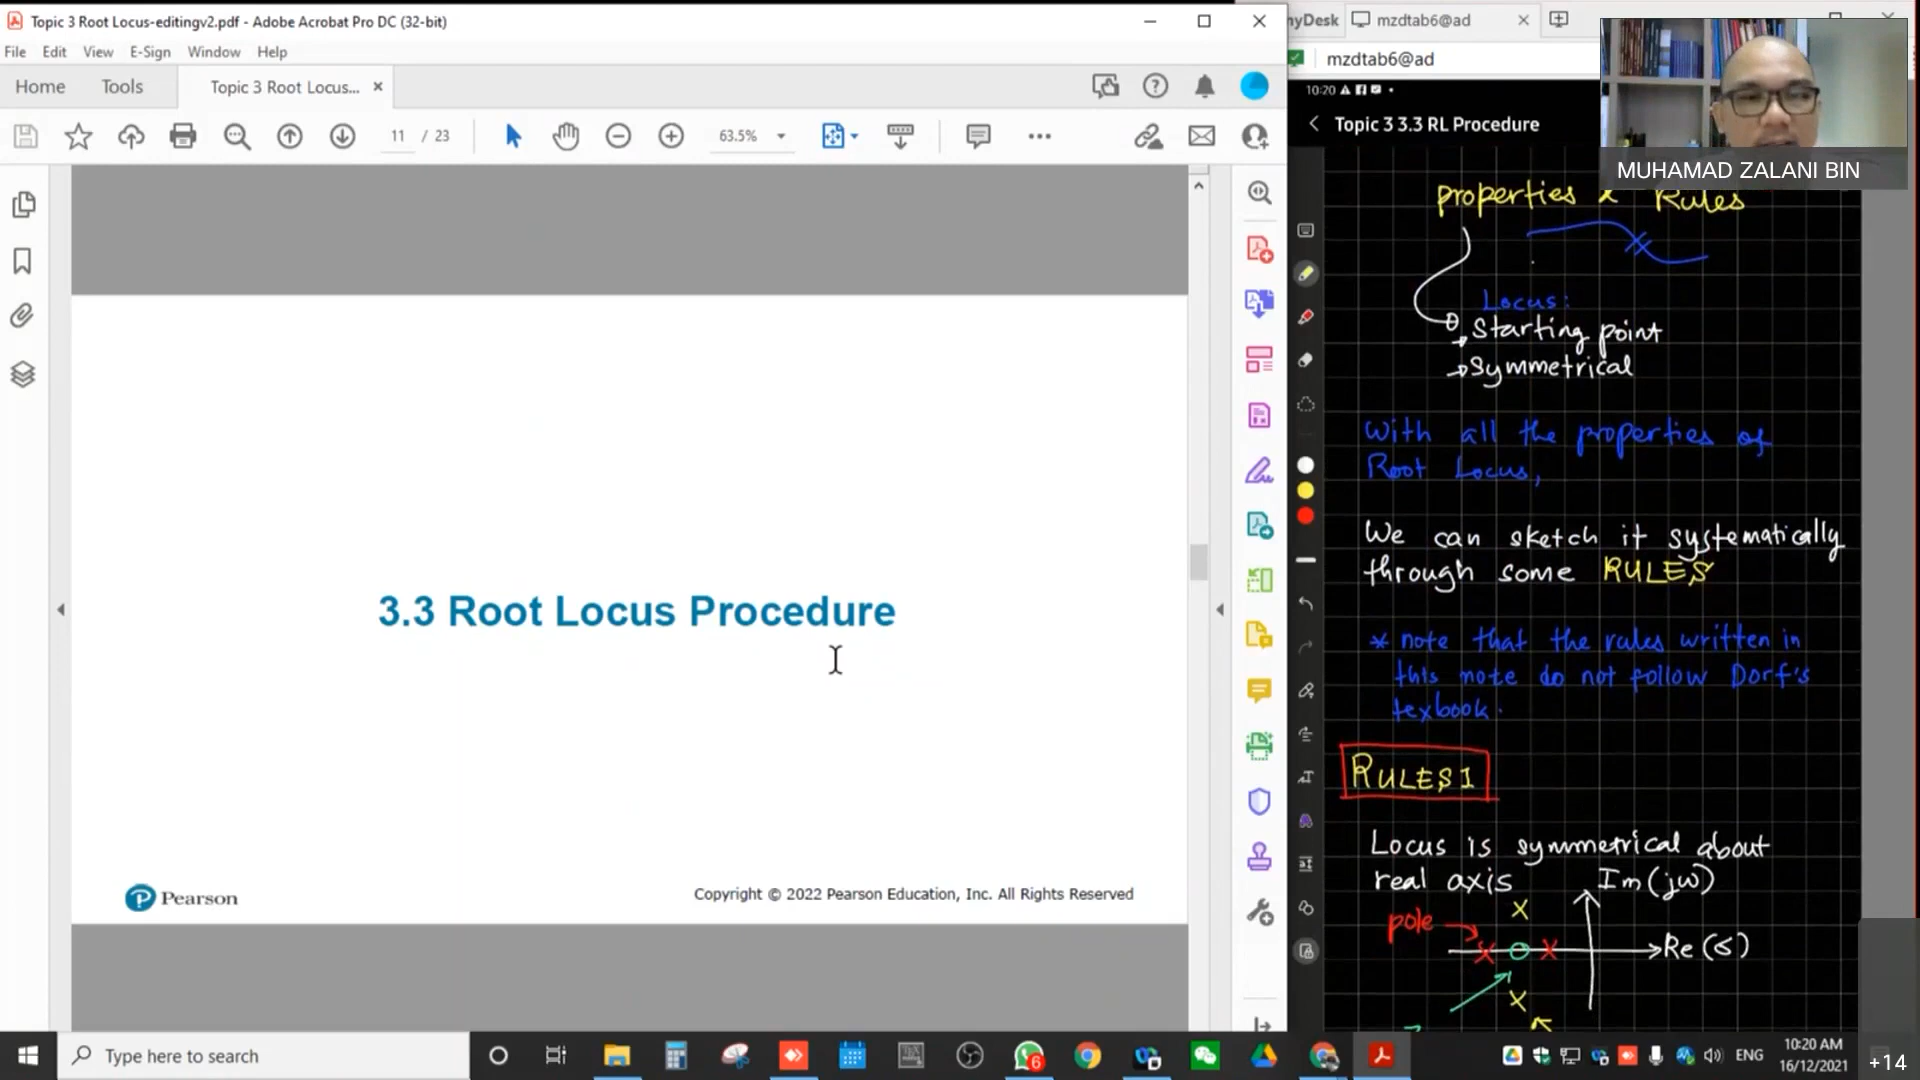 Topic 3 Root Locus-editingv2.pdf - Adobe Acrobat Pro DC (32-bit)
File Edit View E-Sign Window Help
Home Tools Topic 3 Root Locus...
11 / 23 63.5%
3.3 Root Locus Procedure
Pearson
Copyright © 2022 Pearson Education, Inc. All Rights Reserved
nyDesk mzdtab6@ad
mzdtab6@ad
10:20
Topic 3 3.3 RL Procedure
MUHAMAD ZALANI BIN
properties & Rules
Locus:
Starting point
Symmetrical
With all the properties of
Root Locus,
We can sketch it systematically
through some RULES
* note that the rules written in
this note do not follow Dorf's
texbook.
RULES 1
Locus is symmetrical about
real axis Im(jω)
pole
Re(σ)
Type here to search
6
ENG
10:20 AM
16/12/2021
+14